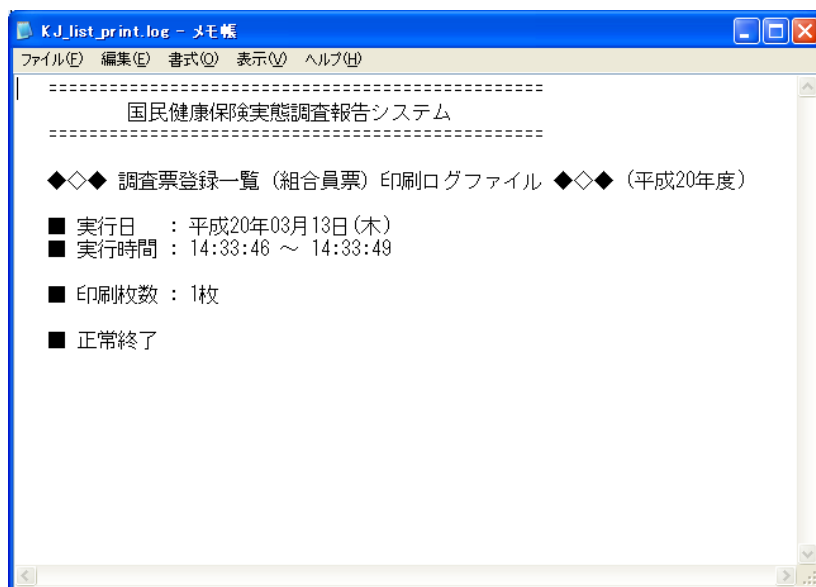 KJ_list_print.log - メモ帳
ファイル(F) 編集(E) 書式(O) 表示(V) ヘルプ(H)
=================================================
国民健康保険実態調査報告システム
=================================================
◆◇◆ 調査票登録一覧（組合員票）印刷ログファイル ◆◇◆（平成20年度）
■ 実行日　：平成20年03月13日(木)
■ 実行時間：14:33:46 ～ 14:33:49
■ 印刷枚数：1枚
■ 正常終了